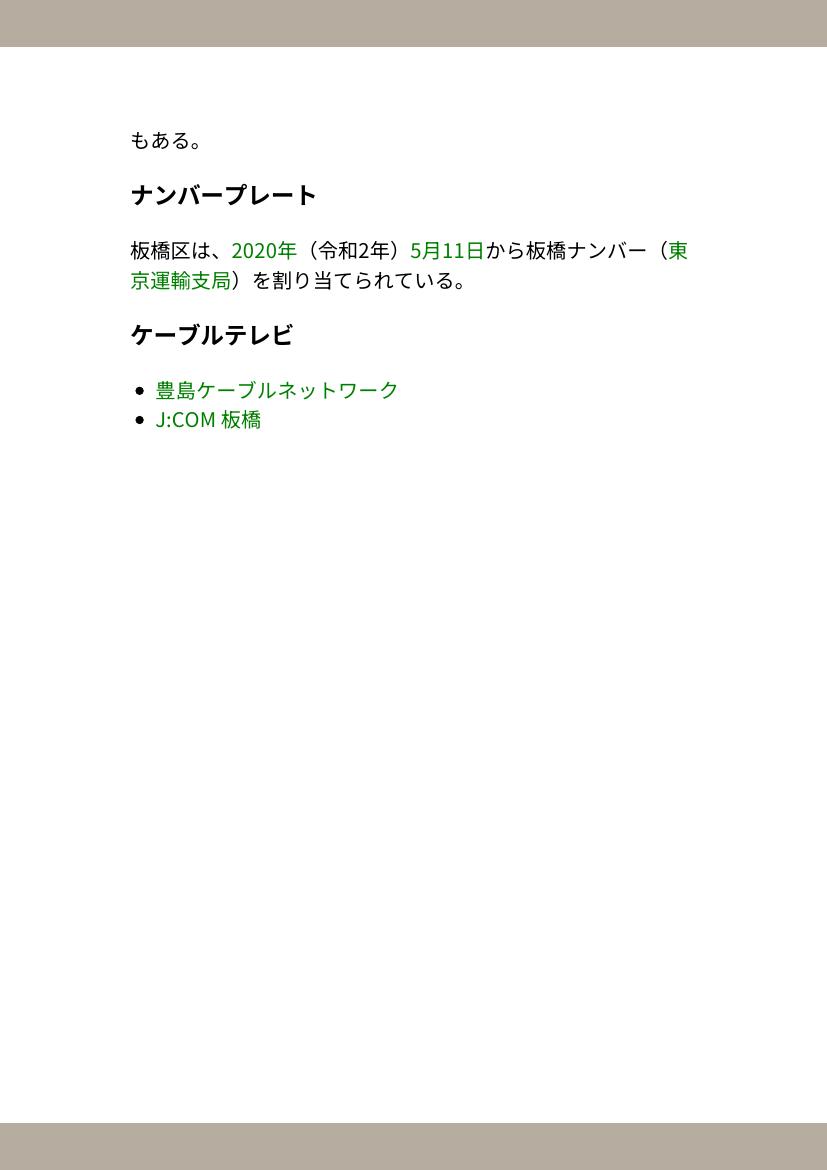 もある。
ナンバープレート
板橋区は、2020年（令和2年）5月11日から板橋ナンバー（東
京運輸支局）を割り当てられている。
ケーブルテレビ
• 豊島ケーブルネットワーク
• J:COM 板橋